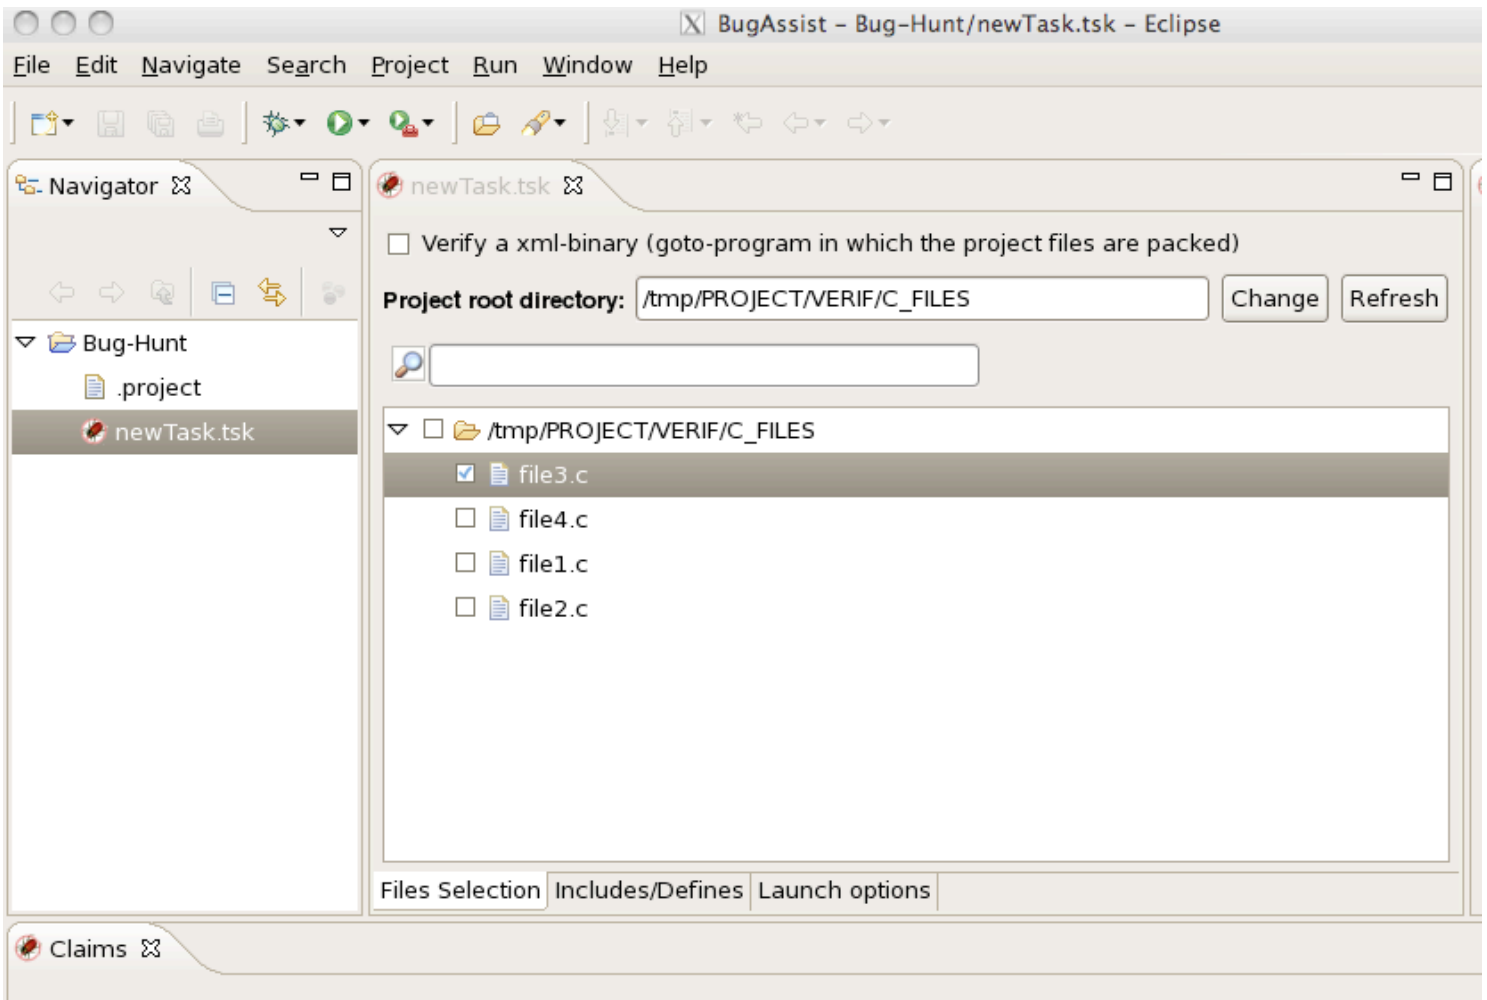 BugAssist – Bug-Hunt/newTask.tsk – Eclipse
File Edit Navigate Search Project Run Window Help
Navigator
newTask.tsk
Verify a xml-binary (goto-program in which the project files are packed)
Project root directory: /tmp/PROJECT/VERIF/C_FILES Change Refresh
Bug-Hunt
.project
newTask.tsk
/tmp/PROJECT/VERIF/C_FILES
file3.c
file4.c
file1.c
file2.c
Files Selection Includes/Defines Launch options
Claims